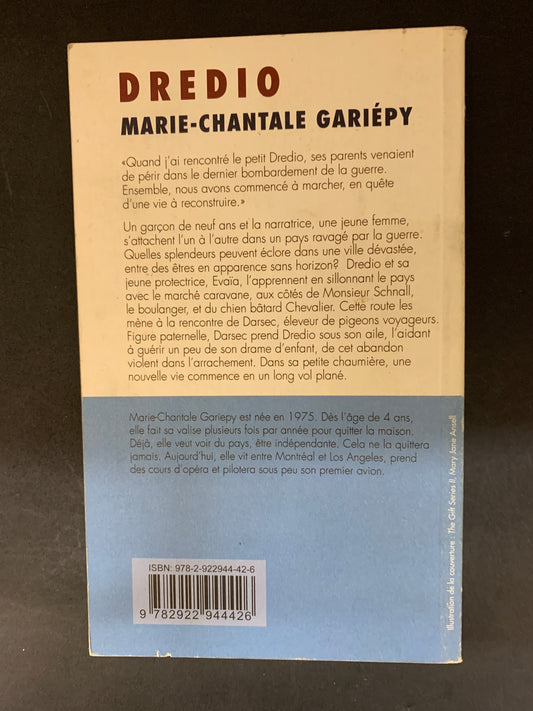 DREDIO
MARIE-CHANTALE GARIÉPY
«Quand j'ai rencontré le petit Dredio, ses parents venaient
de périr dans le dernier bombardement de la guerre.
Ensemble, nous avons commencé à marcher, en quête
d'une vie à reconstruire.»
Un garçon de neuf ans et la narratrice, une jeune femme,
s'attachent l'un à l'autre dans un pays ravagé par la guerre.
Quelles splendeurs peuvent éclore dans une ville dévastée,
entre des êtres en apparence sans horizon? Dredio et sa
jeune protectrice, Evaïa, l'apprennent en sillonnant le pays
avec le marché caravane, aux côtés de Monsieur Schnall,
le boulanger, et du chien bâtard Chevalier. Cette route les
mène à la rencontre de Darsec, éleveur de pigeons voyageurs.
Figure paternelle, Darsec prend Dredio sous son aile, l'aidant
à guérir un peu de son drame d'enfant, de cet abandon
violent dans l'arrachement. Dans sa petite chaumière, une
nouvelle vie commence en un long vol plané.
Marie-Chantale Gariepy est née en 1975. Dès l'âge de 4 ans,
elle fait sa valise plusieurs fois par année pour quitter la maison.
Déjà, elle veut voir du pays, être indépendante. Cela ne la quittera
jamais. Aujourd'hui, elle vit entre Montréal et Los Angeles, prend
des cours d'opéra et pilotera sous peu son premier avion.
Illustration de la couverture : The Gift Series II, Mary Jane Ansell
ISBN: 978-2-922944-42-6
9 782922 944426